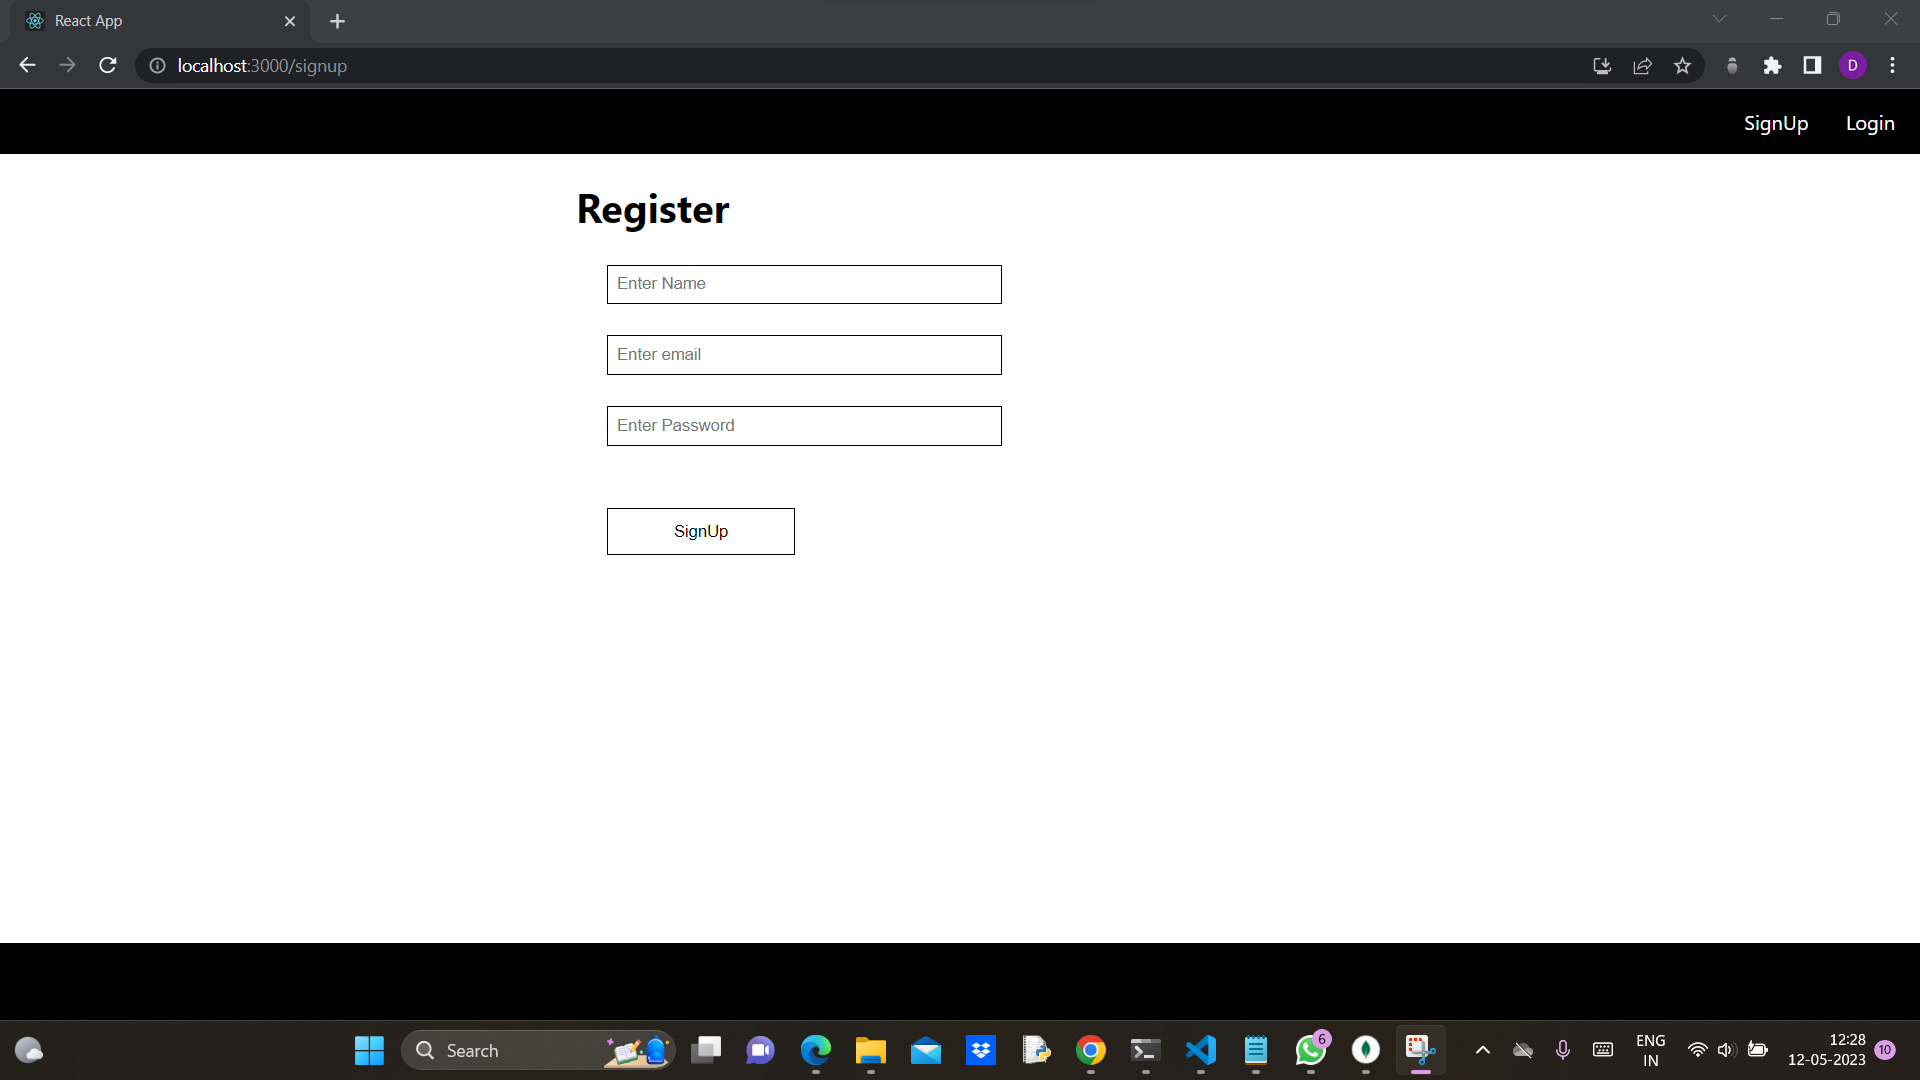 React App
localhost:3000/signup
D
SignUp Login
Register
Enter Name
Enter email
Enter Password
SignUp
Search
6
ENG
IN
12:28
12-05-2023
10